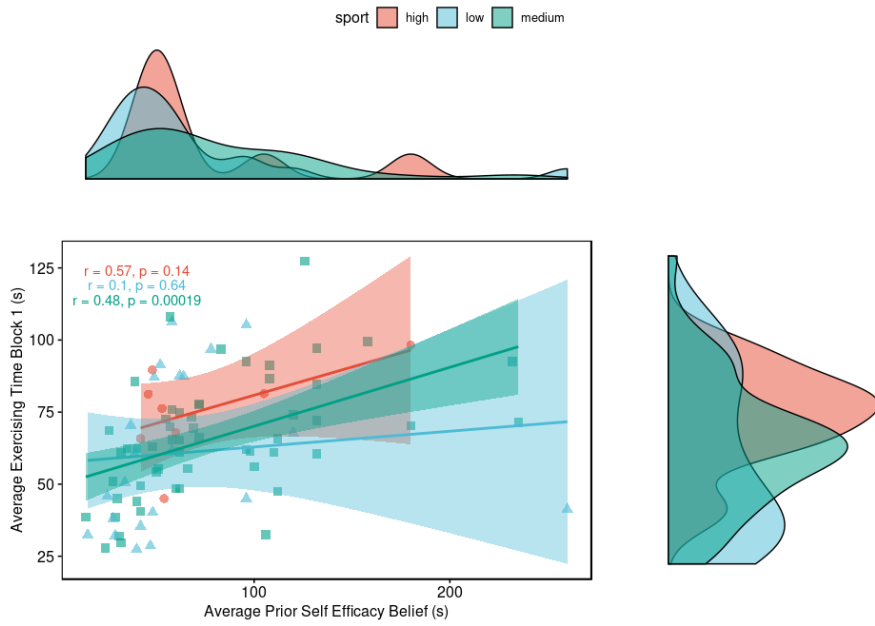 sport high low medium
Average Exercising Time Block 1 (s)
125
100
75
50
25
r = 0.57, p = 0.14
r = 0.1, p = 0.64
r = 0.48, p = 0.00019
100 200
Average Prior Self Efficacy Belief (s)